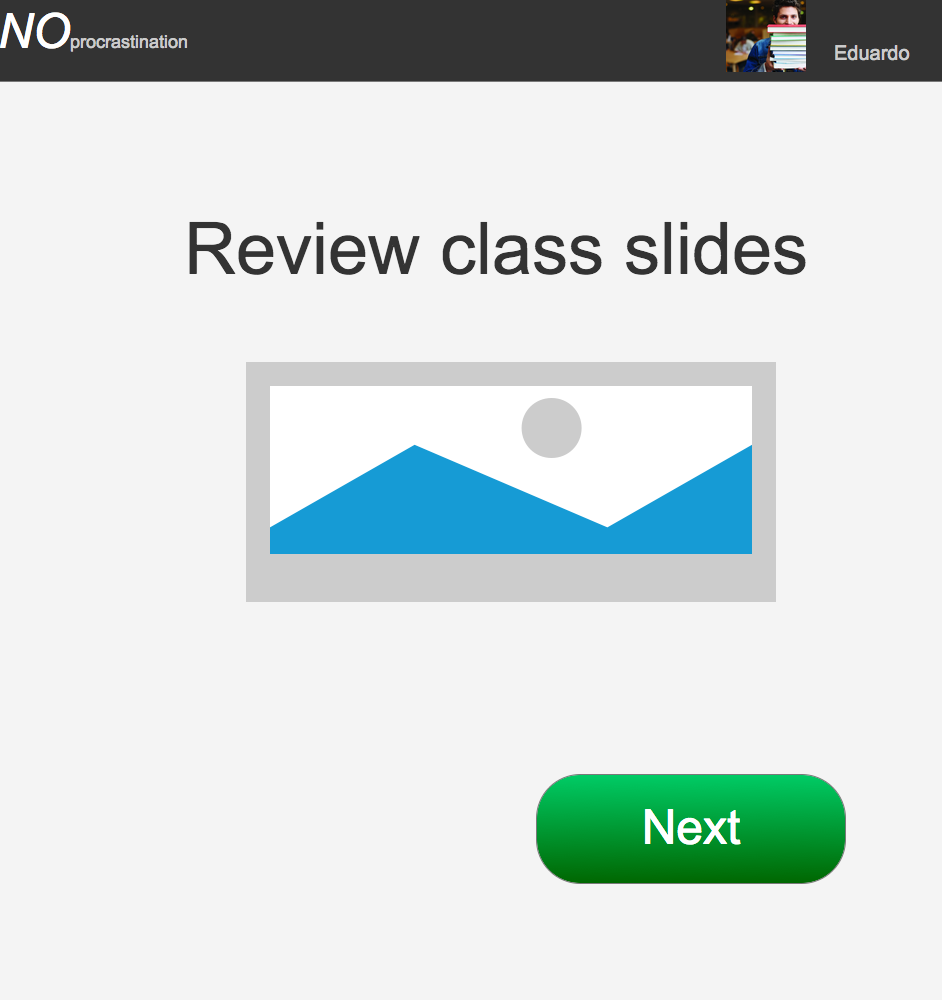 NOprocrastination
Eduardo
Review class slides
Next